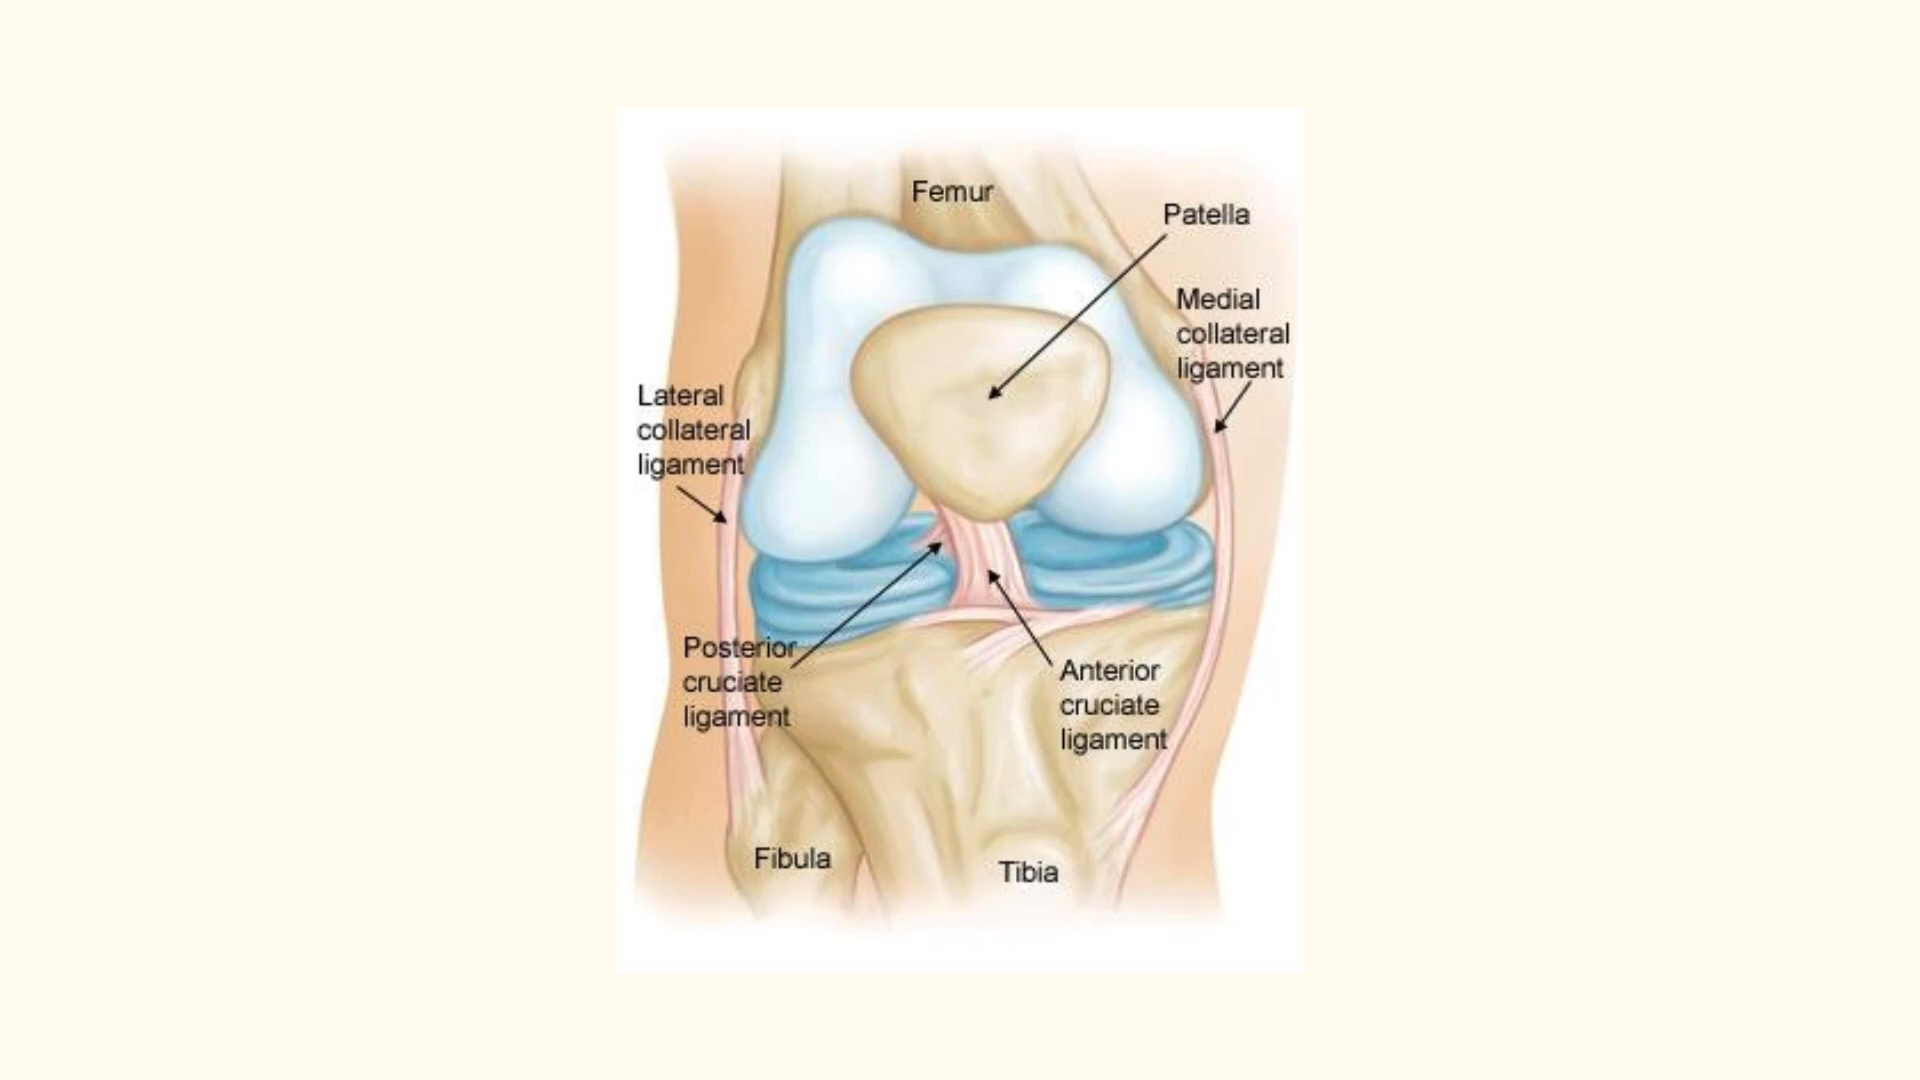 Femur
Patella
Medial
collateral
ligament
Lateral
collateral
ligament
Posterior
cruciate
ligament
Anterior
cruciate
ligament
Fibula
Tibia